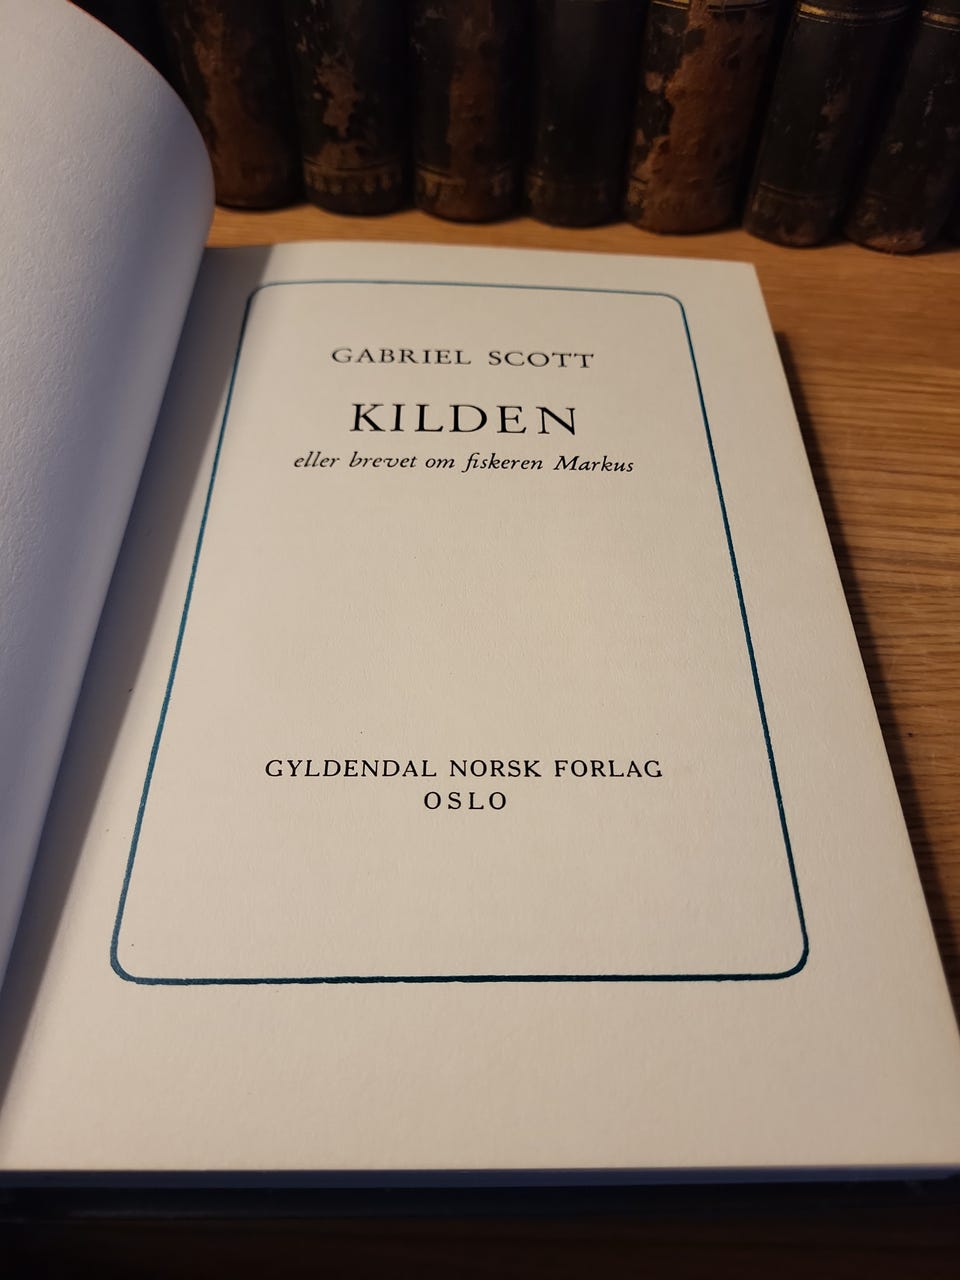 GABRIEL SCOTT
KILDEN
eller brevet om fiskeren Markus
GYLDENDAL NORSK FORLAG
OSLO